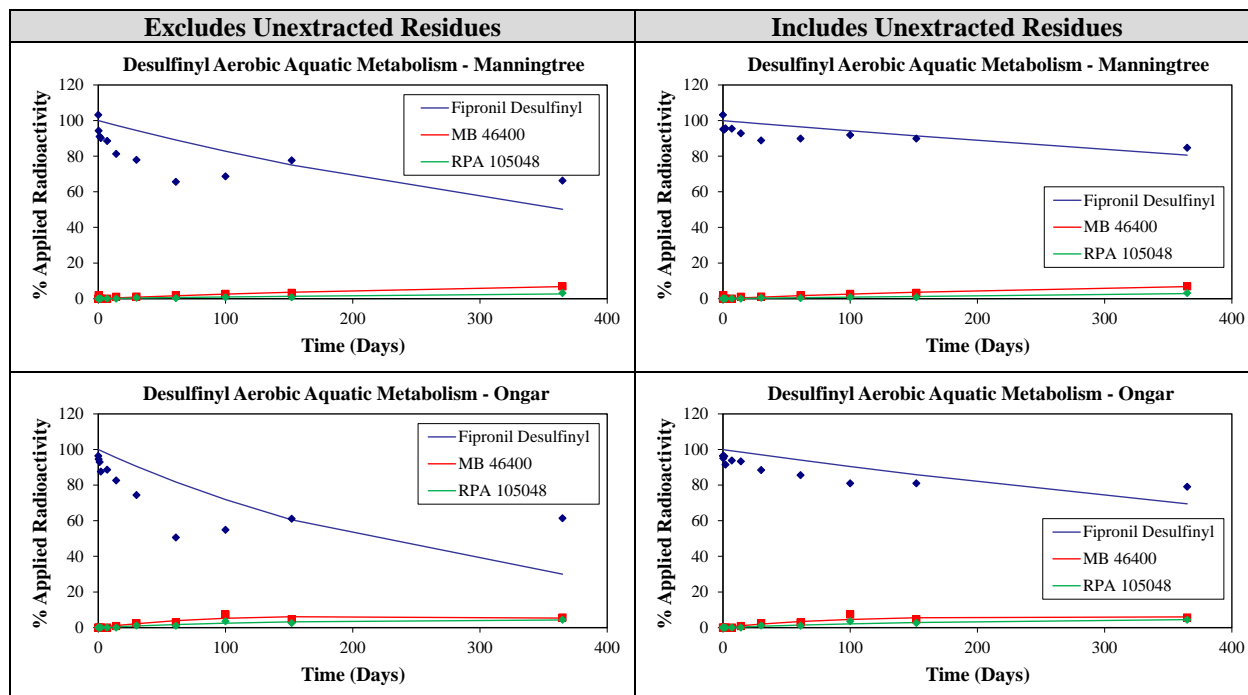 Excludes Unextracted Residues
Includes Unextracted Residues
Desulfinyl Aerobic Aquatic Metabolism - Manningtree
% Applied Radioactivity
120
100
80
60
40
20
0
0 100 200 300 400
Time (Days)
Fipronil Desulfinyl
MB 46400
RPA 105048
Desulfinyl Aerobic Aquatic Metabolism - Manningtree
% Applied Radioactivity
120
100
80
60
40
20
0
0 100 200 300 400
Time (Days)
Fipronil Desulfinyl
MB 46400
RPA 105048
Desulfinyl Aerobic Aquatic Metabolism - Ongar
% Applied Radioactivity
120
100
80
60
40
20
0
0 100 200 300 400
Time (Days)
Fipronil Desulfinyl
MB 46400
RPA 105048
Desulfinyl Aerobic Aquatic Metabolism - Ongar
% Applied Radioactivity
120
100
80
60
40
20
0
0 100 200 300 400
Time (Days)
Fipronil Desulfinyl
MB 46400
RPA 105048